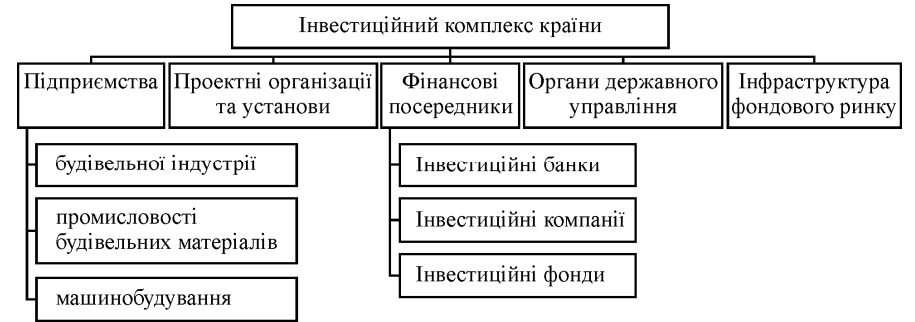 Інвестиційний комплекс країни
Підприємства
Проектні організації
та установи
Фінансові
посередники
Органи державного
управління
Інфраструктура
фондового ринку
будівельної індустрії
промисловості
будівельних матеріалів
машинобудування
Інвестиційні банки
Інвестиційні компанії
Інвестиційні фонди